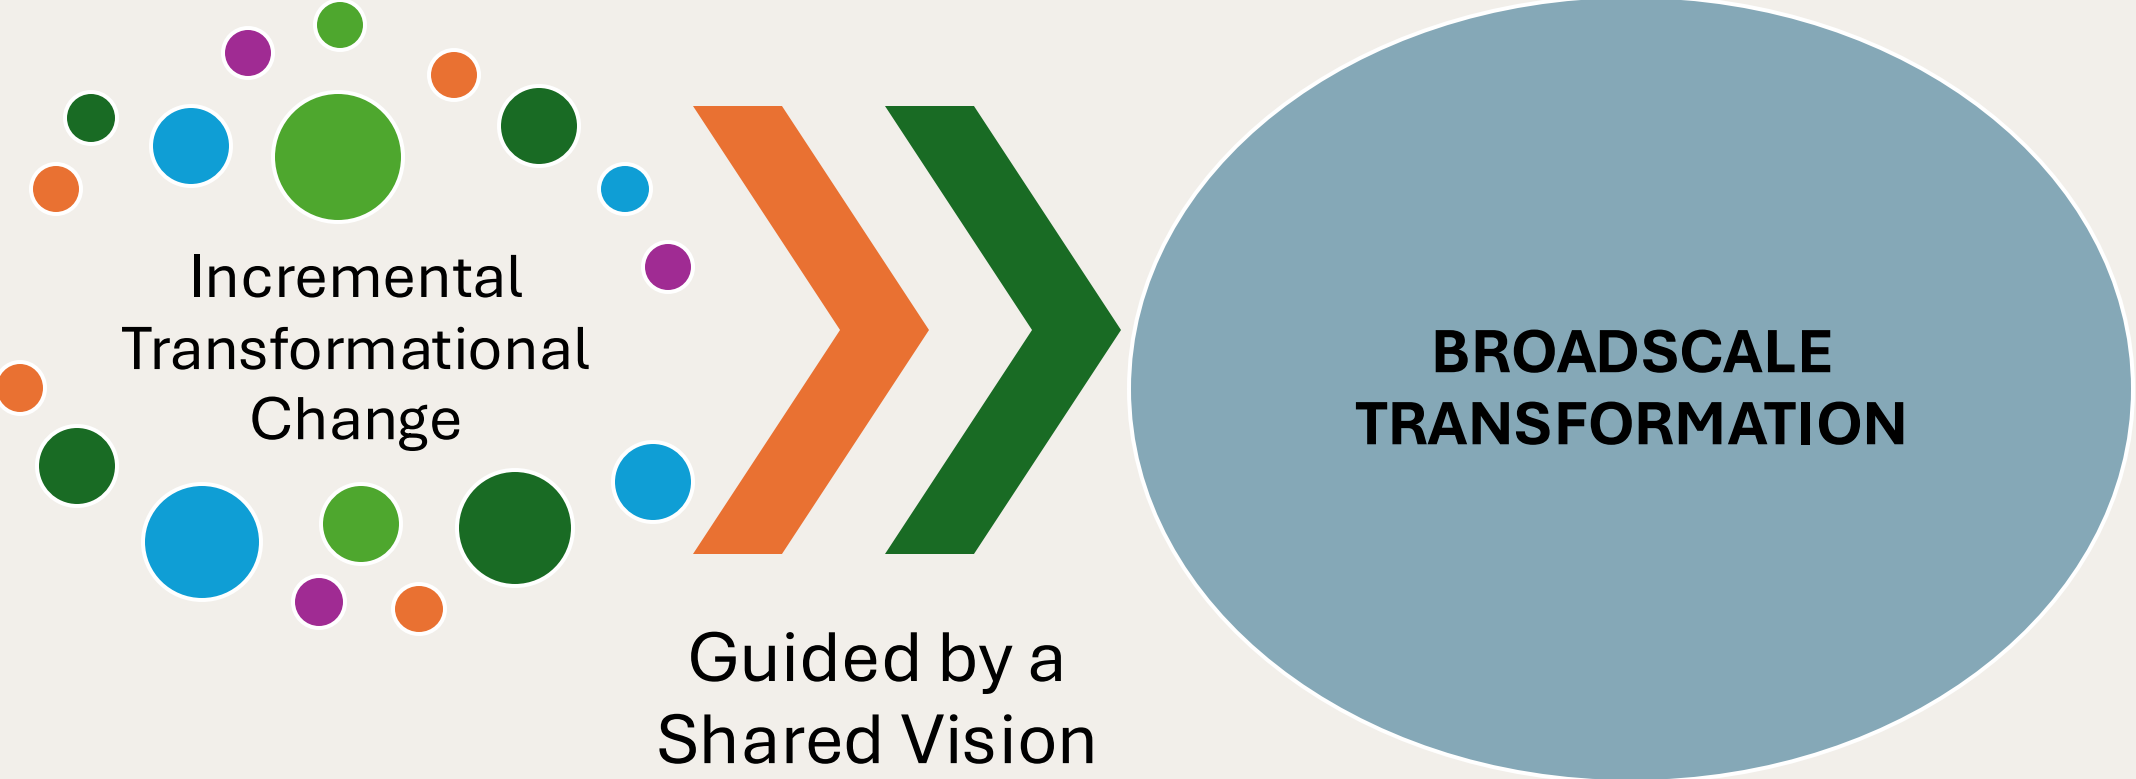 Incremental
Transformational
Change
Guided by a
Shared Vision
BROADSCALE
TRANSFORMATION